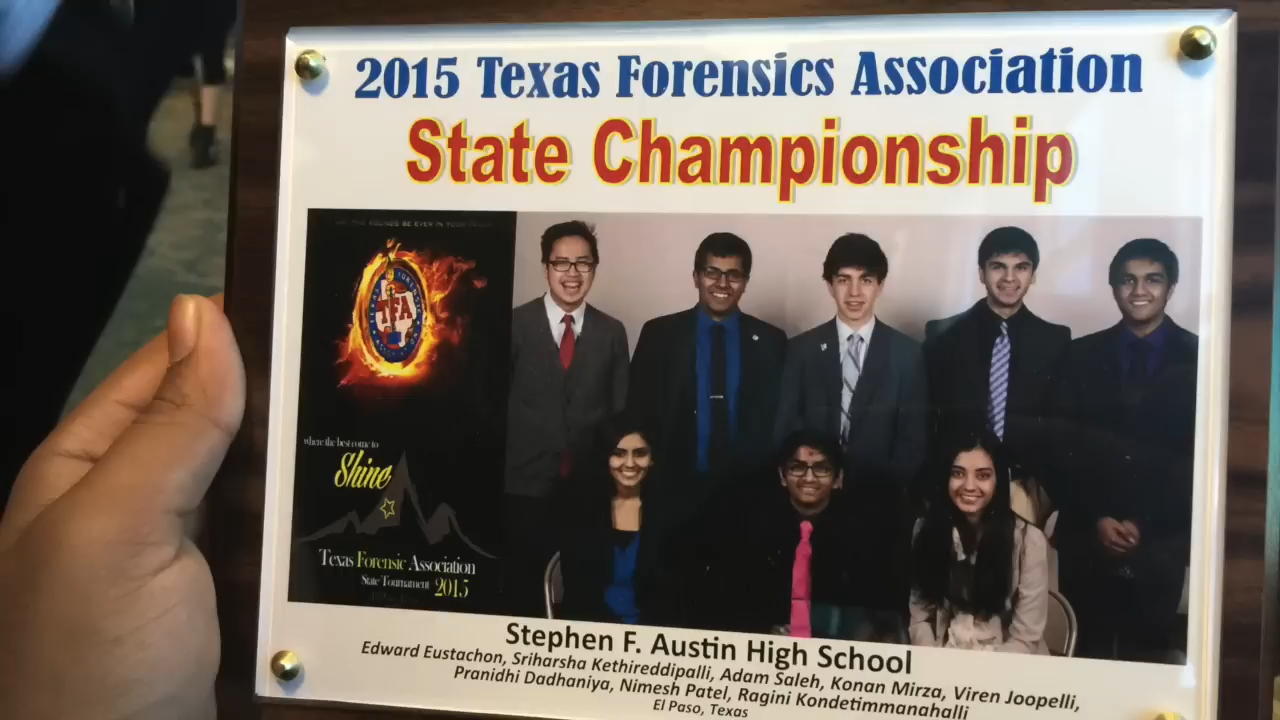 2015 Texas Forensics Association
State Championship
TFA
where the best come to
Shine
Texas Forensic Association
State Tournament 2015
Stephen F. Austin High School
Edward Eustachon, Sriharsha Kethireddipalli, Adam Saleh, Konan Mirza, Viren Joopelli,
Pranidhi Dadhaniya, Nimesh Patel, Ragini Kondetimmanahalli
El Paso, Texas